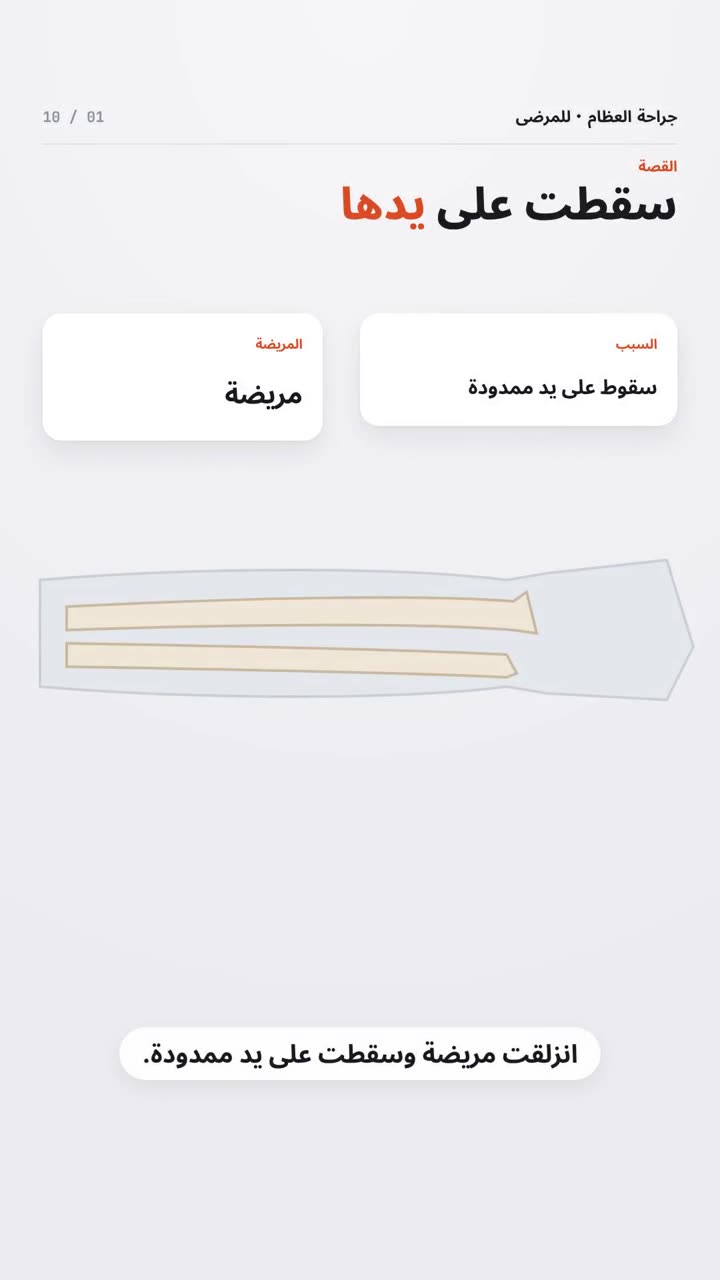 جراحة العظام • للمرضى
01 / 10
القصة
سقطت على يدها
السبب
سقوط على يد ممدودة
المريضة
مريضة
انزلقت مريضة وسقطت على يد ممدودة.